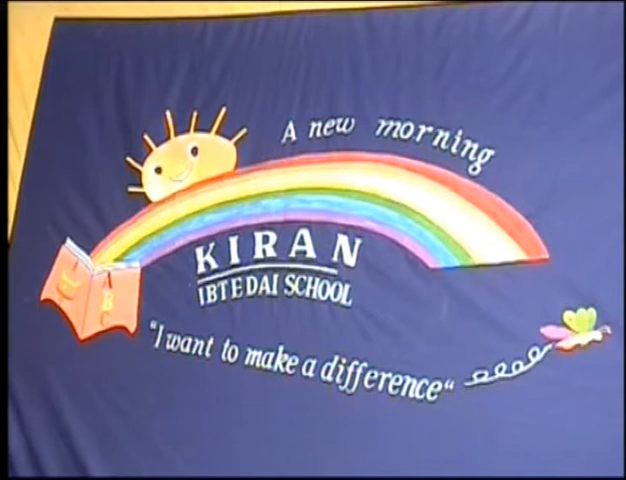 A new morning
KIRAN
IBTEDAI SCHOOL
"I want to make a difference"